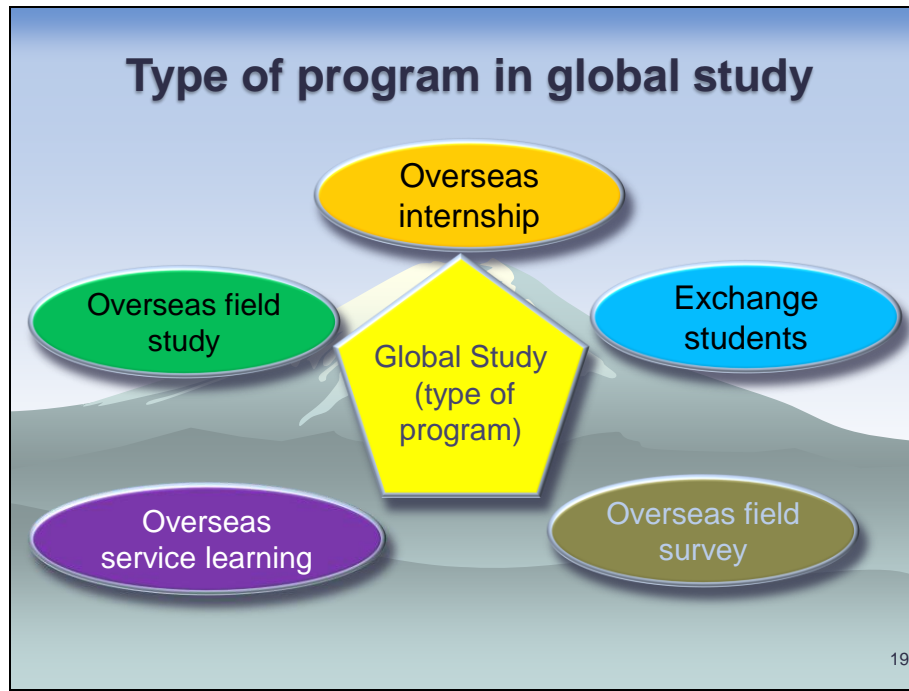 Type of program in global study
Overseas
internship
Overseas field
study
Exchange
students
Global Study
(type of
program)
Overseas
service learning
Overseas field
survey
19